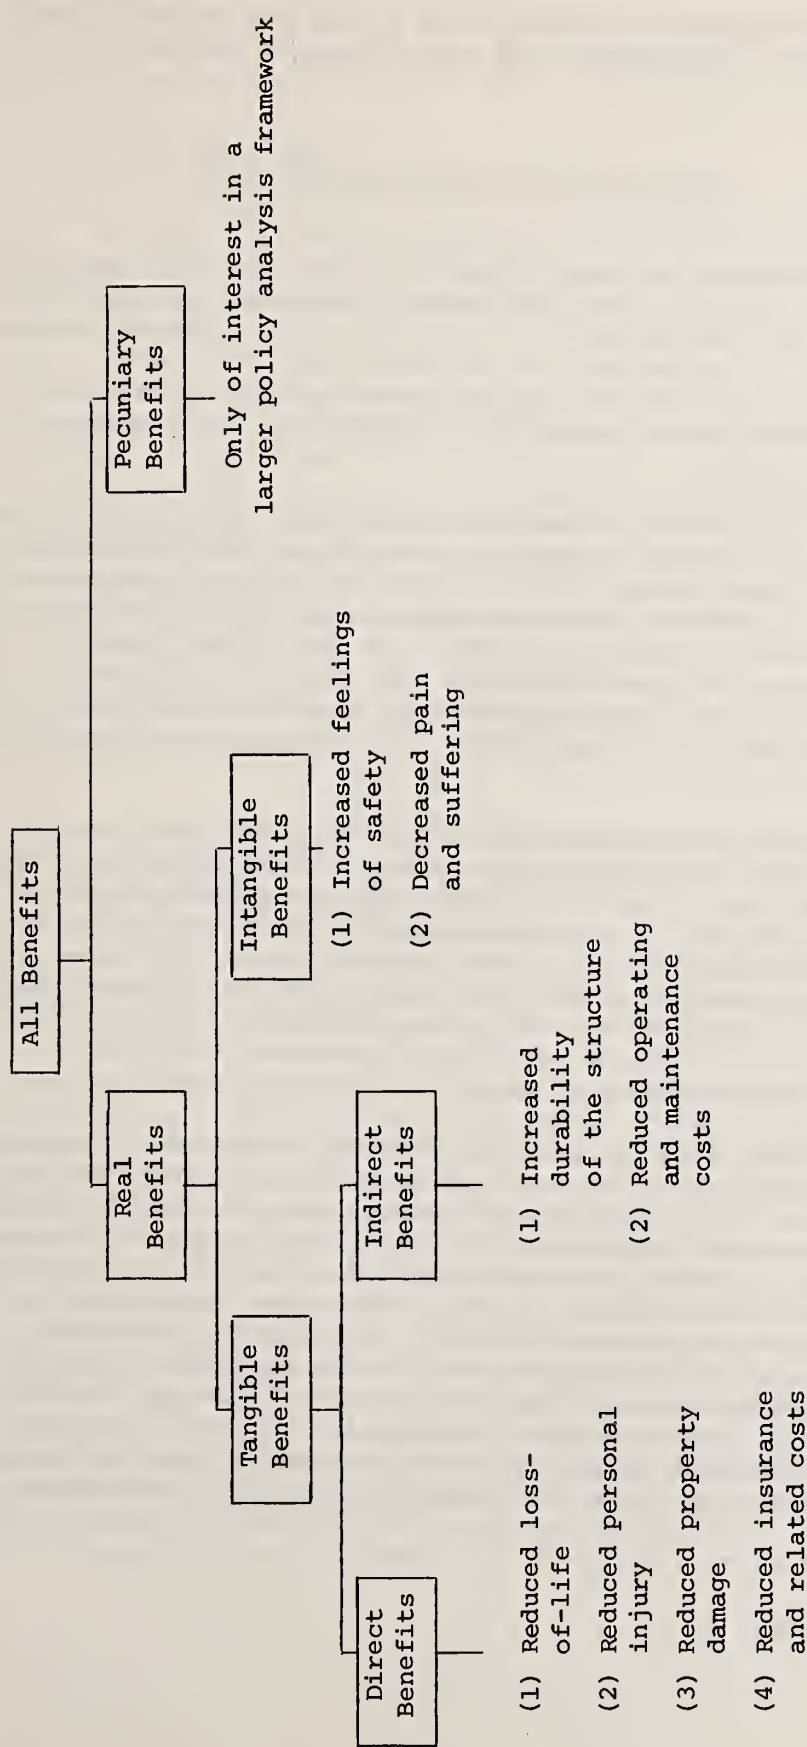 All Benefits
Real
Benefits
Pecuniary
Benefits
Tangible
Benefits
Intangible
Benefits
Only of interest in a
larger policy analysis framework
Direct
Benefits
Indirect
Benefits
(1) Increased feelings
of safety
(2) Decreased pain
and suffering
(1) Reduced loss-
of-life
(2) Reduced personal
injury
(3) Reduced property
damage
(4) Reduced insurance
and related costs
(1) Increased
durability
of the structure
(2) Reduced operating
and maintenance
costs